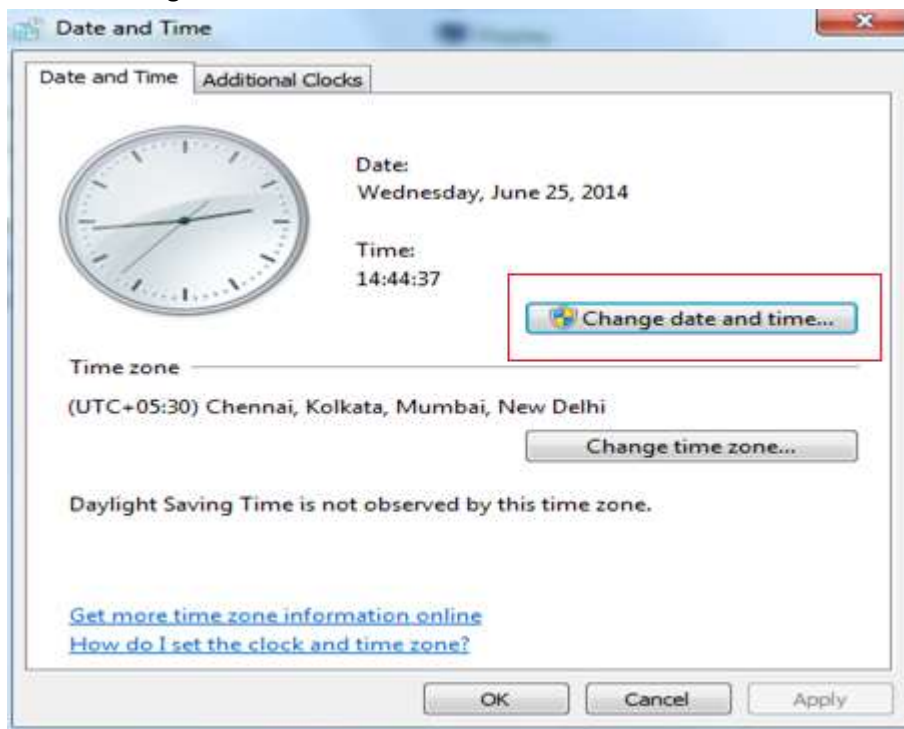 Date and Time
Date and Time
Additional Clocks
Date:
Wednesday, June 25, 2014
Time:
14:44:37
Change date and time...
Time zone
(UTC+05:30) Chennai, Kolkata, Mumbai, New Delhi
Change time zone...
Daylight Saving Time is not observed by this time zone.
Get more time zone information online
How do I set the clock and time zone?
OK
Cancel
Apply